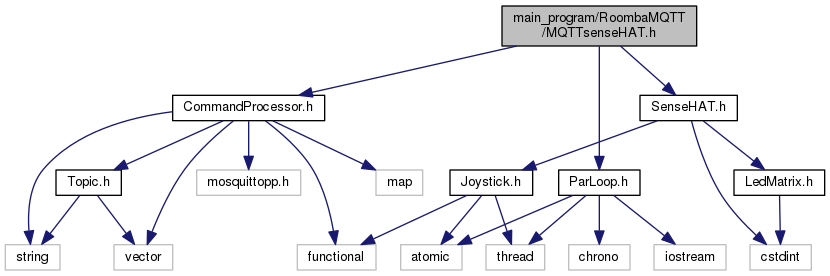 main_program/RoombaMQTT
/MQTTsenseHAT.h
CommandProcessor.h
SenseHAT.h
Topic.h
mosquittopp.h
map
Joystick.h
ParLoop.h
LedMatrix.h
string
vector
functional
atomic
thread
chrono
iostream
cstdint